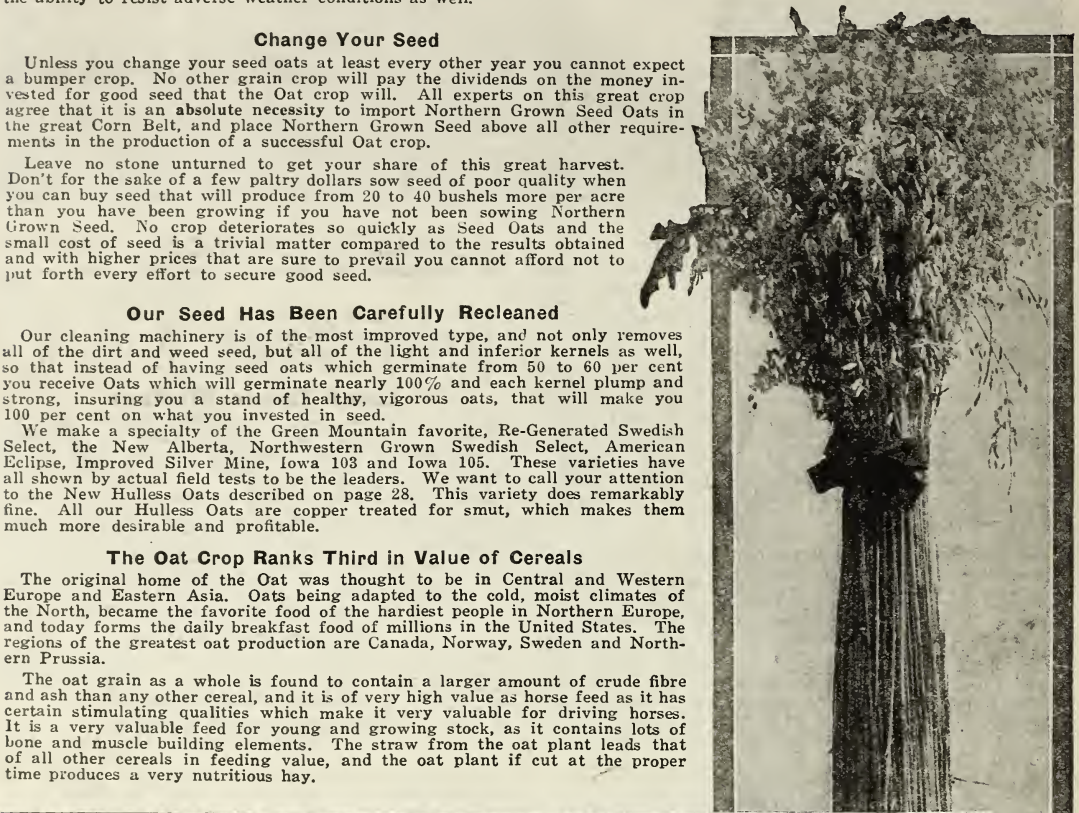 the ability to resist adverse weather conditions as well.
Change Your Seed
Unless you change your seed oats at least every other year you cannot expect
a bumper crop. No other grain crop will pay the dividends on the money in-
vested for good seed that the Oat crop will. All experts on this great crop
agree that it is an absolute necessity to import Northern Grown Seed Oats in
the great Corn Belt, and place Northern Grown Seed above all other require-
ments in the production of a successful Oat crop.
Leave no stone unturned to get your share of this great harvest.
Don't for the sake of a few paltry dollars sow seed of poor quality when
you can buy seed that will produce from 20 to 40 bushels more per acre
than you have been growing if you have not been sowing Northern
Grown Seed. No crop deteriorates so quickly as Seed Oats and the
small cost of seed is a trivial matter compared to the results obtained
and with higher prices that are sure to prevail you cannot afford not to
put forth every effort to secure good seed.
Our Seed Has Been Carefully Recleaned
Our cleaning machinery is of the most improved type, and not only removes
all of the dirt and weed seed, but all of the light and inferior kernels as well,
so that instead of having seed oats which germinate from 50 to 60 per cent
you receive Oats which will germinate nearly 100% and each kernel plump and
strong, insuring you a stand of healthy, vigorous oats, that will make you
100 per cent on what you invested in seed.
We make a specialty of the Green Mountain favorite, Re-Generated Swedish
Select, the New Alberta, Northwestern Grown Swedish Select, American
Eclipse, Improved Silver Mine, Iowa 103 and Iowa 105. These varieties have
all shown by actual field tests to be the leaders. We want to call your attention
to the New Hulless Oats described on page 28. This variety does remarkably
fine. All our Hulless Oats are copper treated for smut, which makes them
much more desirable and profitable.
The Oat Crop Ranks Third in Value of Cereals
The original home of the Oat was thought to be in Central and Western
Europe and Eastern Asia. Oats being adapted to the cold, moist climates of
the North, became the favorite food of the hardiest people in Northern Europe,
and today forms the daily breakfast food of millions in the United States. The
regions of the greatest oat production are Canada, Norway, Sweden and North-
ern Prussia.
The oat grain as a whole is found to contain a larger amount of crude fibre
and ash than any other cereal, and it is of very high value as horse feed as it has
certain stimulating qualities which make it very valuable for driving horses.
It is a very valuable feed for young and growing stock, as it contains lots of
bone and muscle building elements. The straw from the oat plant leads that
of all other cereals in feeding value, and the oat plant if cut at the proper
time produces a very nutritious hay.